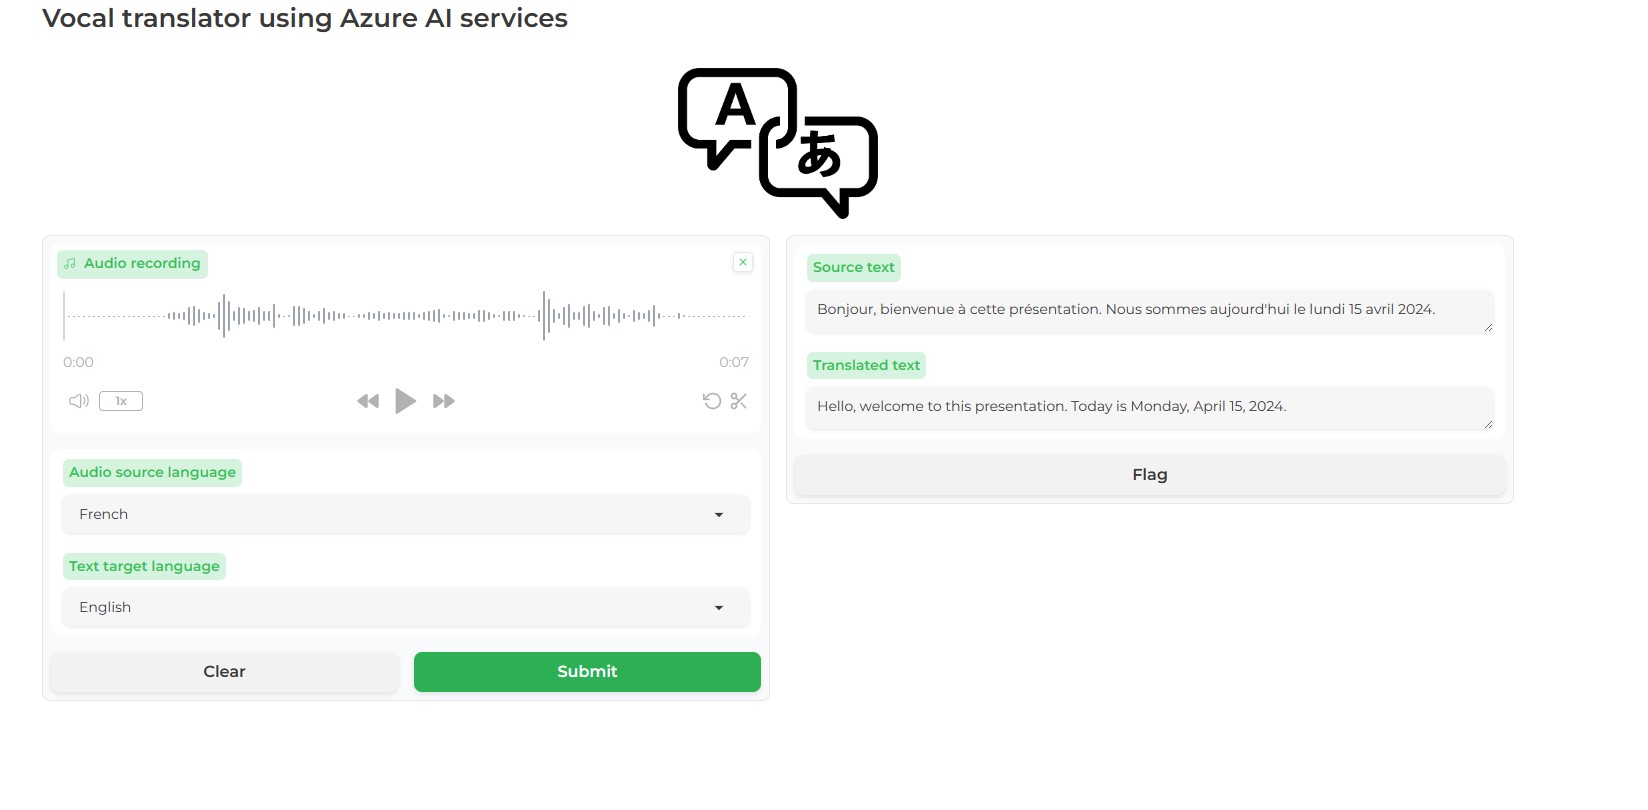 Vocal translator using Azure AI services
A
あ
Audio recording
0:00
0:07
1x
Audio source language
French
Text target language
English
Clear
Submit
Source text
Bonjour, bienvenue à cette présentation. Nous sommes aujourd'hui le lundi 15 avril 2024.
Translated text
Hello, welcome to this presentation. Today is Monday, April 15, 2024.
Flag